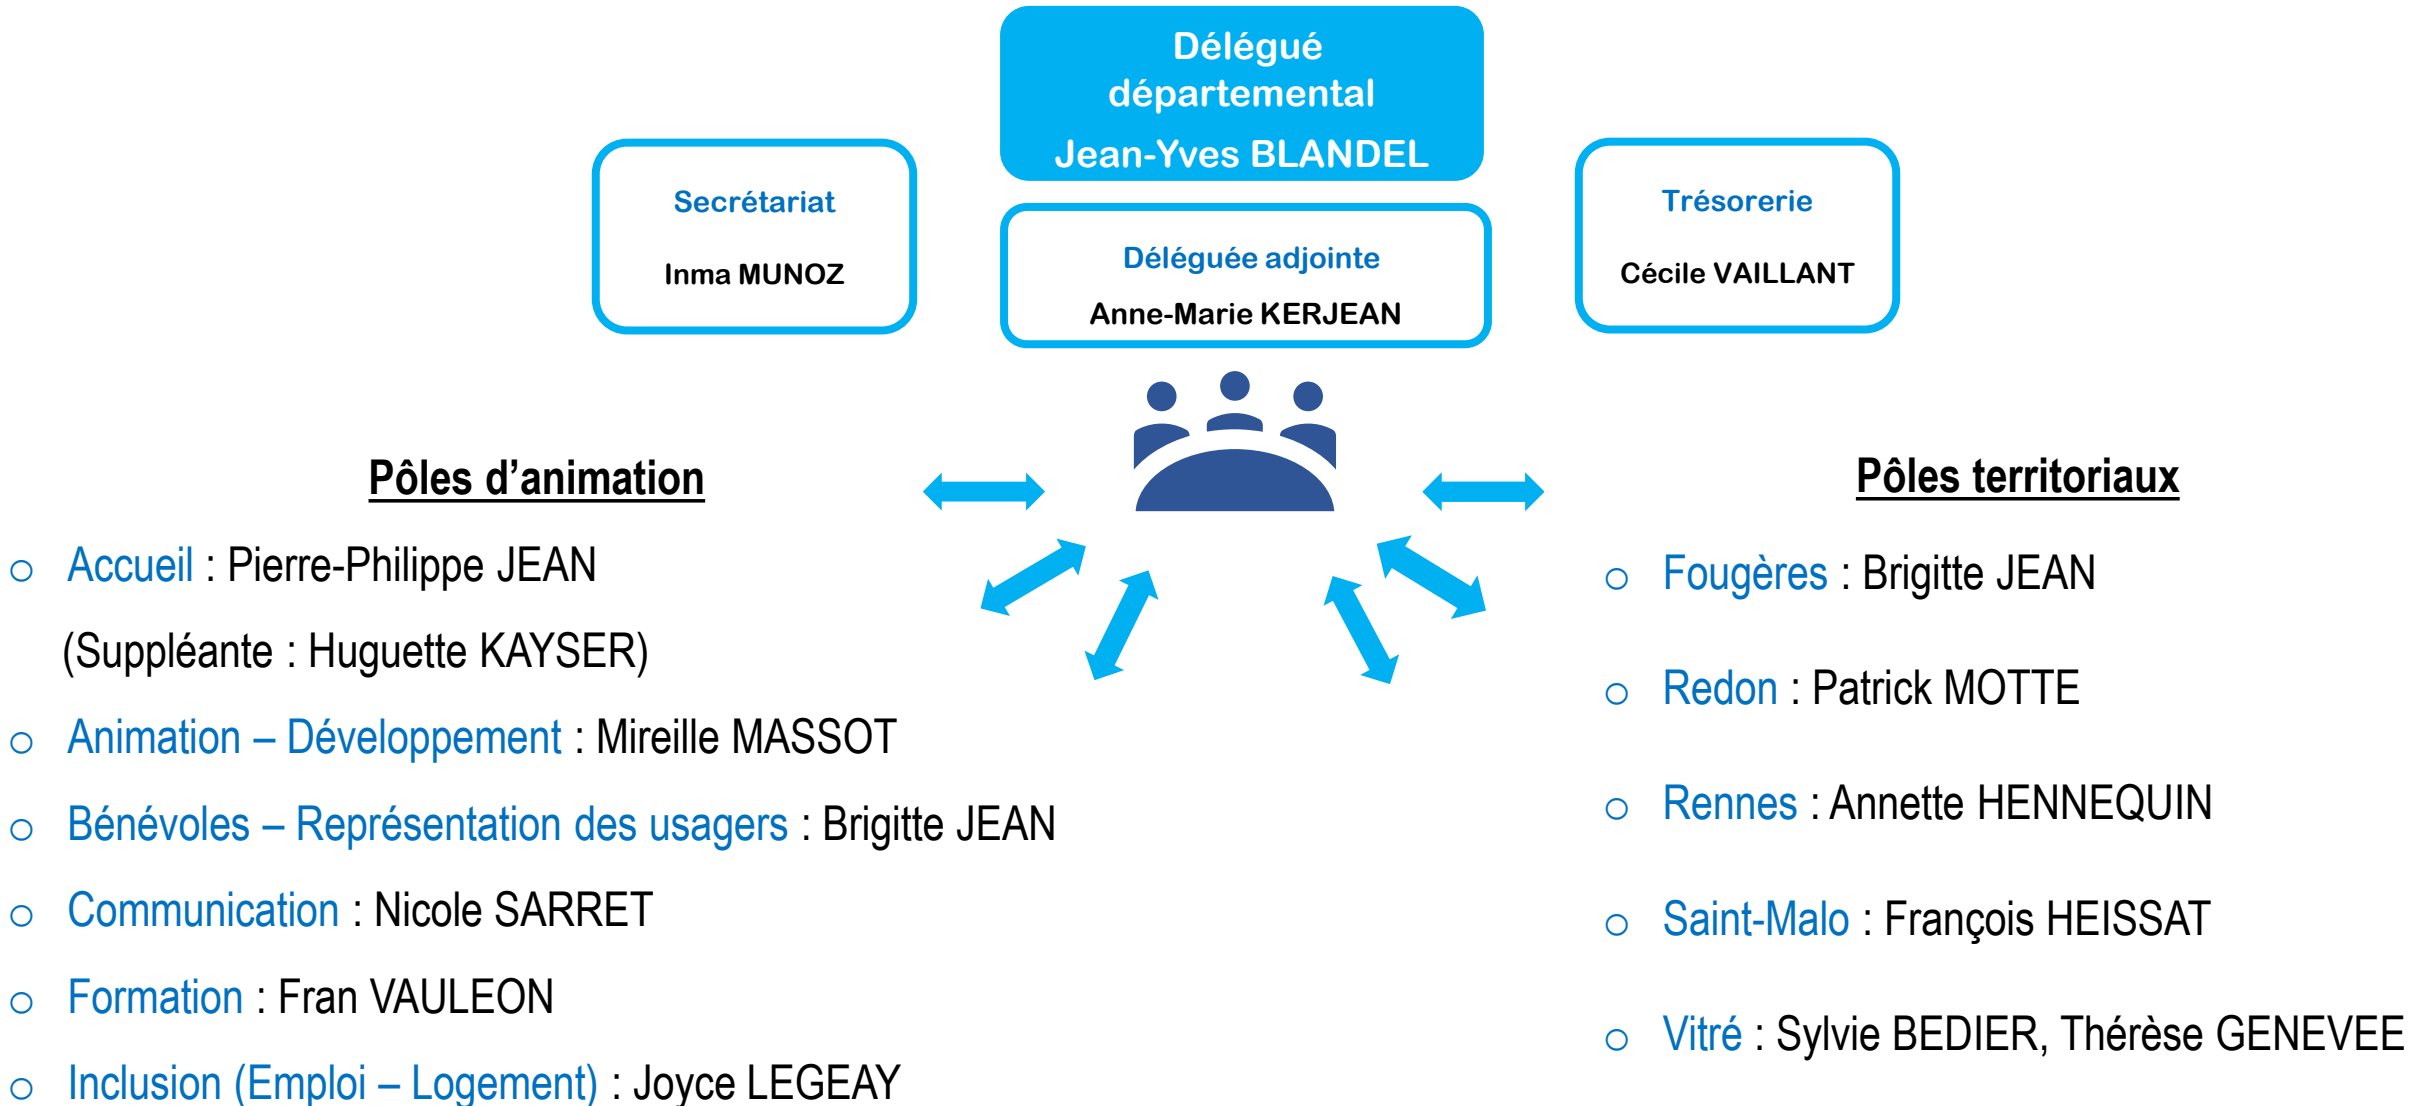 Délégué
départemental
Jean-Yves BLANDEL
Secrétariat
Inma MUNOZ
Déléguée adjointe
Anne-Marie KERJEAN
Trésorerie
Cécile VAILLANT
Pôles d’animation
Accueil : Pierre-Philippe JEAN
(Suppléante : Huguette KAYSER)
Animation – Développement : Mireille MASSOT
Bénévoles – Représentation des usagers : Brigitte JEAN
Communication : Nicole SARRET
Formation : Fran VAULEON
Inclusion (Emploi – Logement) : Joyce LEGEAY
Pôles territoriaux
Fougères : Brigitte JEAN
Redon : Patrick MOTTE
Rennes : Annette HENNEQUIN
Saint-Malo : François HEISSAT
Vitré : Sylvie BEDIER, Thérèse GENEVEE